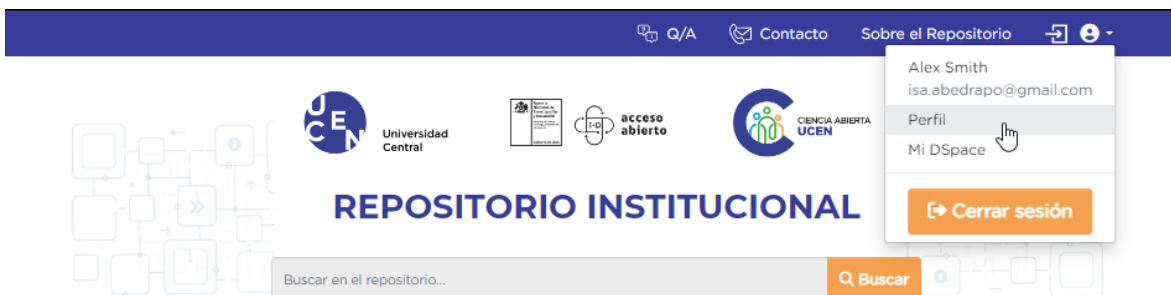 Q/A
Contacto
Sobre el Repositorio
Alex Smith
isa.abedrapo@gmail.com
Perfil
Mi DSpace
Cerrar sesión
UCEN
Universidad
Central
acceso
abierto
CIENCIA ABIERTA
UCEN
REPOSITORIO INSTITUCIONAL
Buscar en el repositorio...
Buscar